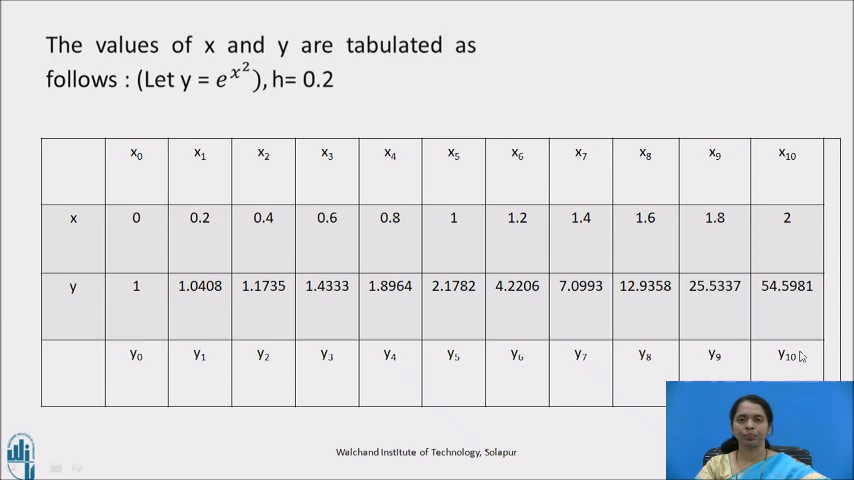 The values of x and y are tabulated as
follows : (Let y = e^{x^2}), h= 0.2
x0 x1 x2 x3 x4 x5 x6 x7 x8 x9 x10
x 0 0.2 0.4 0.6 0.8 1 1.2 1.4 1.6 1.8 2
y 1 1.0408 1.1735 1.4333 1.8964 2.1782 4.2206 7.0993 12.9358 25.5337 54.5981
y0 y1 y2 y3 y4 y5 y6 y7 y8 y9 y10
Walchand Institute of Technology, Solapur